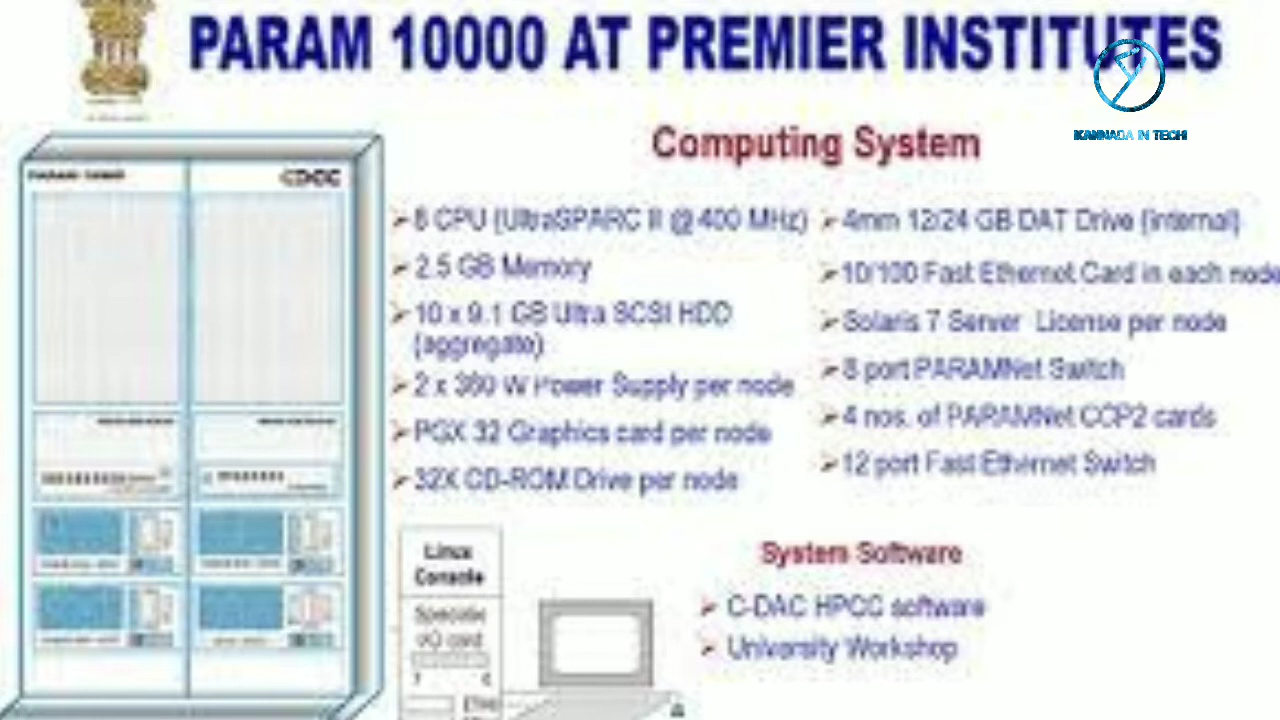 PARAM 10000 AT PREMIER INSTITUTES
KANNADA IN TECH
Computing System
PARAM 10000
CDAC
➢8 CPU (UltraSPARC II @ 400 MHz)
➢2.5 GB Memory
➢10 x 9.1 GB Ultra SCSI HDD
(aggregate)
➢2 x 380 W Power Supply per node
➢PGX 32 Graphics card per node
➢32X CD-ROM Drive per node
➢4mm 12/24 GB DAT Drive (internal)
➢10/100 Fast Ethernet Card in each node
➢Solaris 7 Server License per node
➢8 port PARAMNet Switch
➢4 nos. of PARAMNet CCP2 cards
➢12 port Fast Ethernet Switch
Linux
Console
I/O card
System Software
➢ C-DAC HPCC software
➢ University Workshop